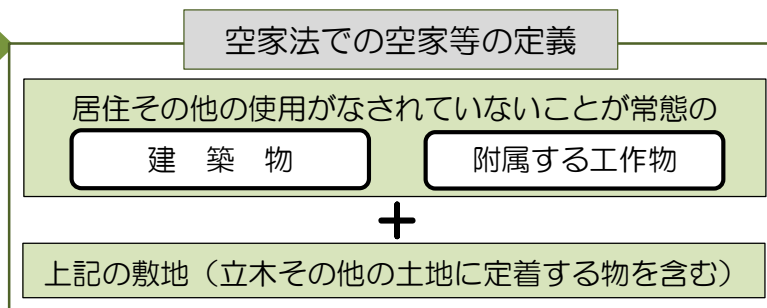 空家法での空家等の定義
居住その他の使用がなされていないことが常態の
建 築 物 附属する工作物
+
上記の敷地（立木その他の土地に定着する物を含む）